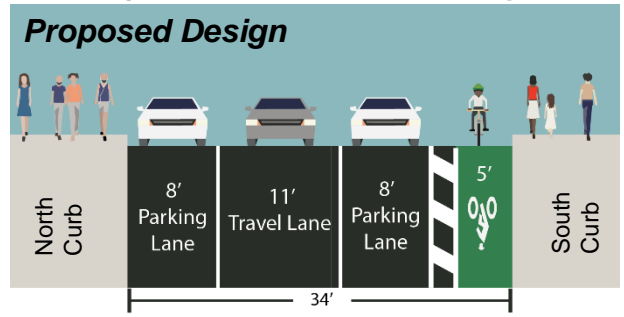 Proposed Design
North
Curb
8'
Parking
Lane
11'
Travel Lane
8'
Parking
Lane
5'
South
Curb
34'